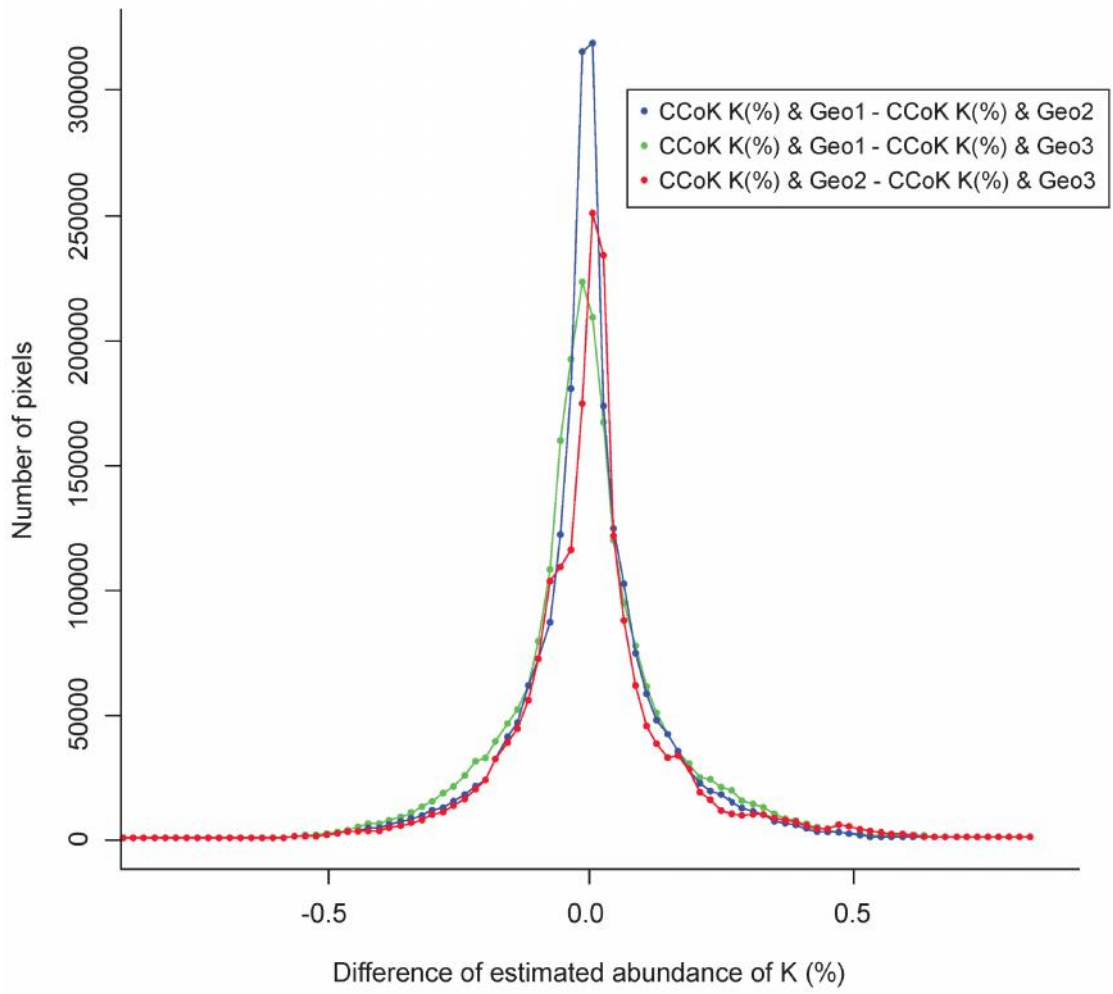 300000
250000
200000
150000
100000
50000
0
Number of pixels
CCoK K(%) & Geo1 - CCoK K(%) & Geo2
CCoK K(%) & Geo1 - CCoK K(%) & Geo3
CCoK K(%) & Geo2 - CCoK K(%) & Geo3
-0.5
0.0
0.5
Difference of estimated abundance of K (%)